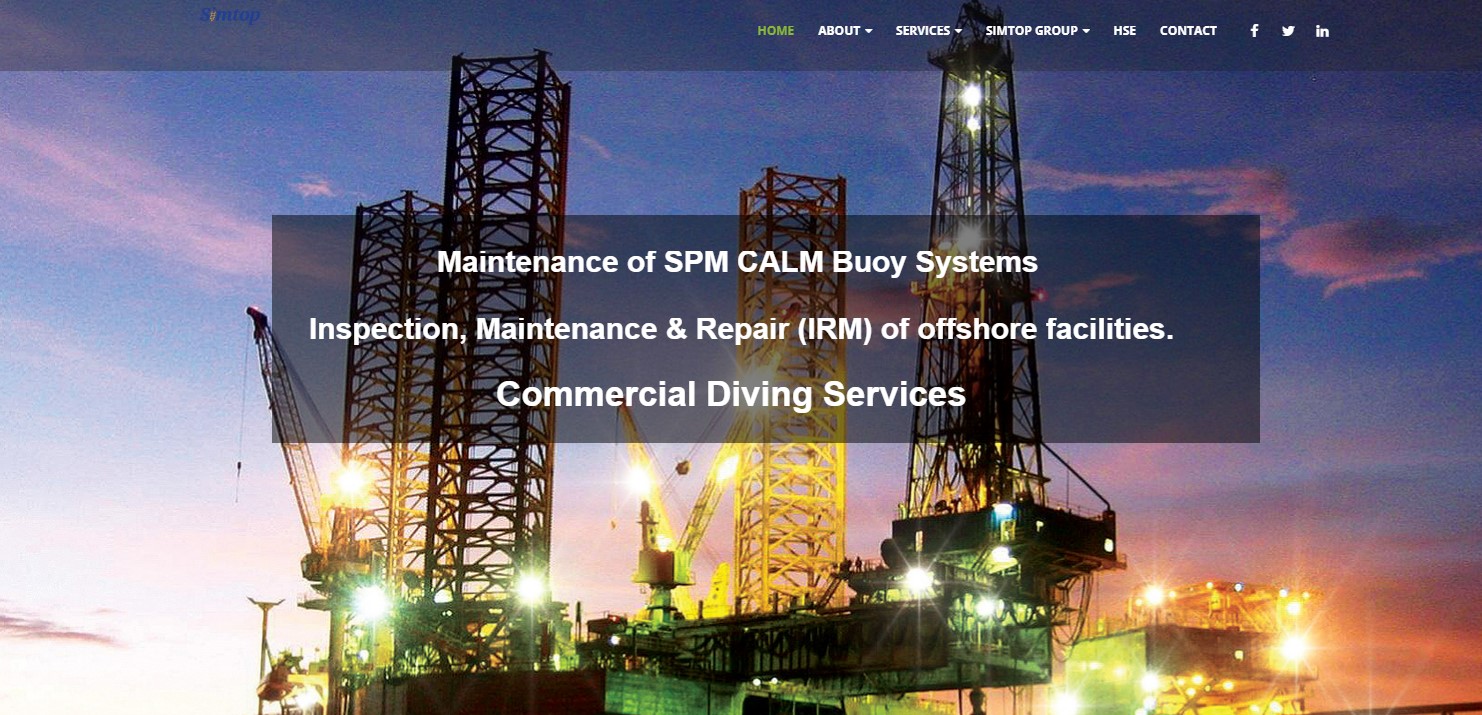 Simtop
HOME ABOUT SERVICES SIMTOP GROUP HSE CONTACT
Maintenance of SPM CALM Buoy Systems
Inspection, Maintenance & Repair (IRM) of offshore facilities.
Commercial Diving Services